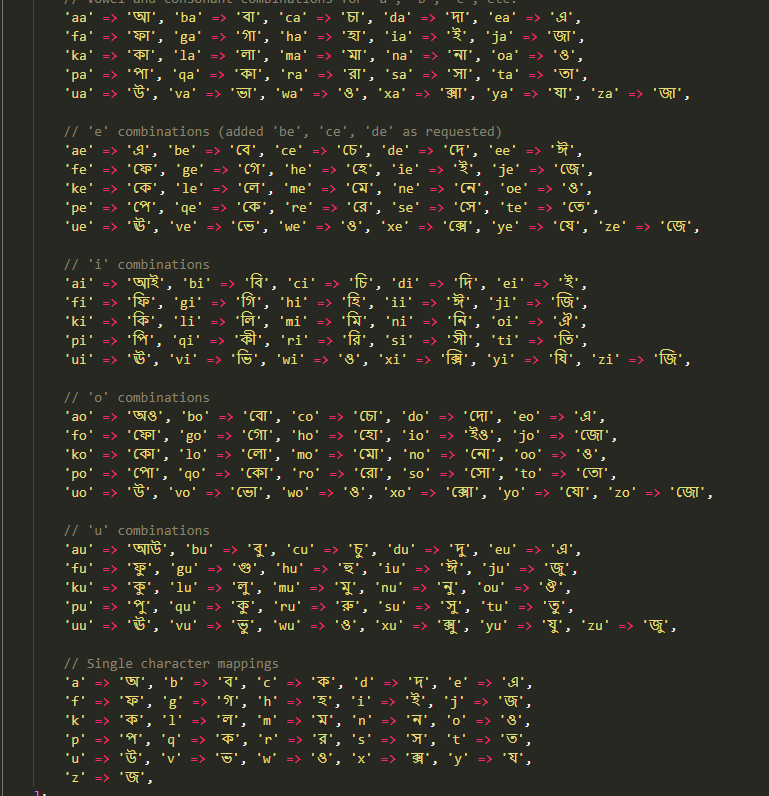 // Vowel and consonant combinations for 'a', 'b', 'c', etc.
'aa' => 'আ', 'ba' => 'বা', 'ca' => 'চা', 'da' => 'দা', 'ea' => 'এ',
'fa' => 'ফা', 'ga' => 'গা', 'ha' => 'হা', 'ia' => 'ই', 'ja' => 'জা',
'ka' => 'কা', 'la' => 'লা', 'ma' => 'মা', 'na' => 'না', 'oa' => 'ও',
'pa' => 'পা', 'qa' => 'কা', 'ra' => 'রা', 'sa' => 'সা', 'ta' => 'তা',
'ua' => 'উ', 'va' => 'ভা', 'wa' => 'ও', 'xa' => 'ক্সা', 'ya' => 'যা', 'za' => 'জা',
// 'e' combinations (added 'be', 'ce', 'de' as requested)
'ae' => 'এ', 'be' => 'বে', 'ce' => 'চে', 'de' => 'দে', 'ee' => 'ঈ',
'fe' => 'ফে', 'ge' => 'গে', 'he' => 'হে', 'ie' => 'ই', 'je' => 'জে',
'ke' => 'কে', 'le' => 'লে', 'me' => 'মে', 'ne' => 'নে', 'oe' => 'ও',
'pe' => 'পে', 'qe' => 'কে', 're' => 'রে', 'se' => 'সে', 'te' => 'তে',
'ue' => 'ঊ', 've' => 'ভে', 'we' => 'ও', 'xe' => 'ক্সে', 'ye' => 'যে', 'ze' => 'জে',
// 'i' combinations
'ai' => 'আই', 'bi' => 'বি', 'ci' => 'চি', 'di' => 'দি', 'ei' => 'ই',
'fi' => 'ফি', 'gi' => 'গি', 'hi' => 'হি', 'ii' => 'ঈ', 'ji' => 'জি',
'ki' => 'কি', 'li' => 'লি', 'mi' => 'মি', 'ni' => 'নি', 'oi' => 'ঐ',
'pi' => 'পি', 'qi' => 'কী', 'ri' => 'রি', 'si' => 'সী', 'ti' => 'তি',
'ui' => 'ঊ', 'vi' => 'ভি', 'wi' => 'ও', 'xi' => 'ক্সি', 'yi' => 'যি', 'zi' => 'জি',
// 'o' combinations
'ao' => 'অও', 'bo' => 'বো', 'co' => 'চো', 'do' => 'দো', 'eo' => 'এ',
'fo' => 'ফো', 'go' => 'গো', 'ho' => 'হো', 'io' => 'ইও', 'jo' => 'জো',
'ko' => 'কো', 'lo' => 'লো', 'mo' => 'মো', 'no' => 'নো', 'oo' => 'ও',
'po' => 'পো', 'qo' => 'কো', 'ro' => 'রো', 'so' => 'সো', 'to' => 'তো',
'uo' => 'উ', 'vo' => 'ভো', 'wo' => 'ও', 'xo' => 'ক্সো', 'yo' => 'যো', 'zo' => 'জো',
// 'u' combinations
'au' => 'আউ', 'bu' => 'বু', 'cu' => 'চু', 'du' => 'দু', 'eu' => 'এ',
'fu' => 'ফু', 'gu' => 'গু', 'hu' => 'হু', 'iu' => 'ঈ', 'ju' => 'জু',
'ku' => 'কু', 'lu' => 'লু', 'mu' => 'মু', 'nu' => 'নু', 'ou' => 'ঔ',
'pu' => 'পু', 'qu' => 'কু', 'ru' => 'রু', 'su' => 'সু', 'tu' => 'তু',
'uu' => 'ঊ', 'vu' => 'ভু', 'wu' => 'ও', 'xu' => 'ক্সু', 'yu' => 'যু', 'zu' => 'জু',
// Single character mappings
'a' => 'অ', 'b' => 'ব', 'c' => 'ক', 'd' => 'দ', 'e' => 'এ',
'f' => 'ফ', 'g' => 'গ', 'h' => 'হ', 'i' => 'ই', 'j' => 'জ',
'k' => 'ক', 'l' => 'ল', 'm' => 'ম', 'n' => 'ন', 'o' => 'ও',
'p' => 'প', 'q' => 'ক', 'r' => 'র', 's' => 'স', 't' => 'ত',
'u' => 'উ', 'v' => 'ভ', 'w' => 'ও', 'x' => 'ক্স', 'y' => 'য',
'z' => 'জ',
];